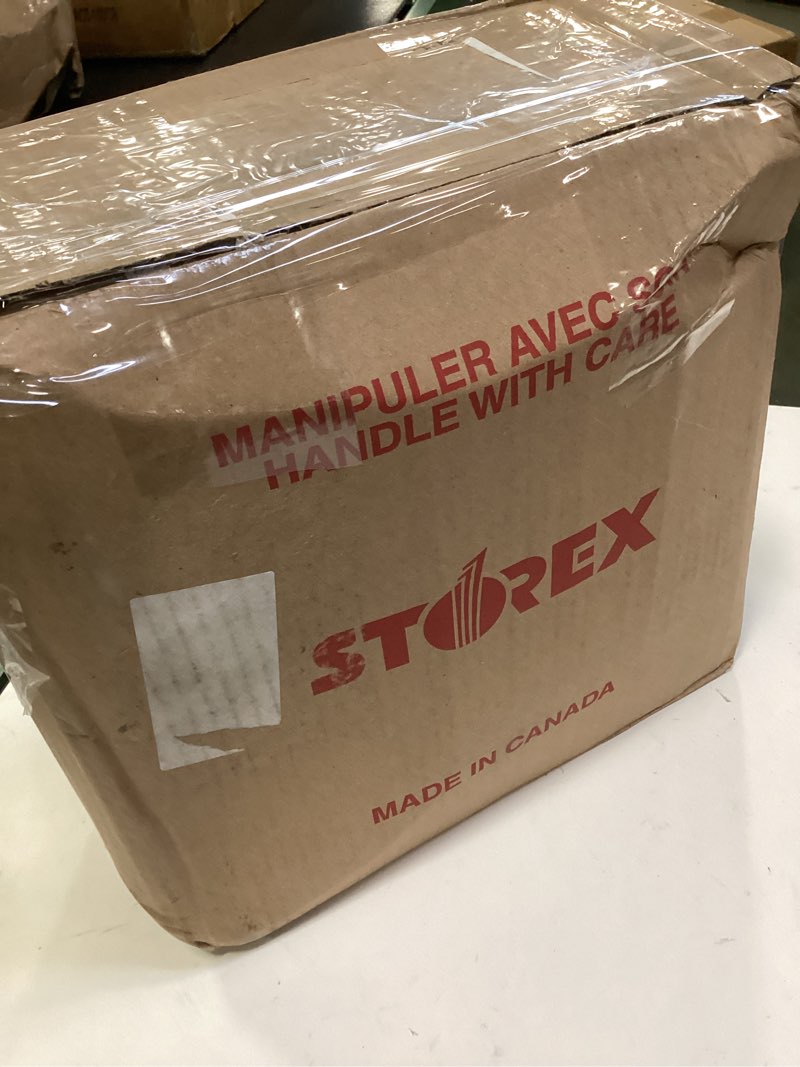 MANIPULER AVEC
HANDLE WITH CARE
STOREX
MADE IN CANADA